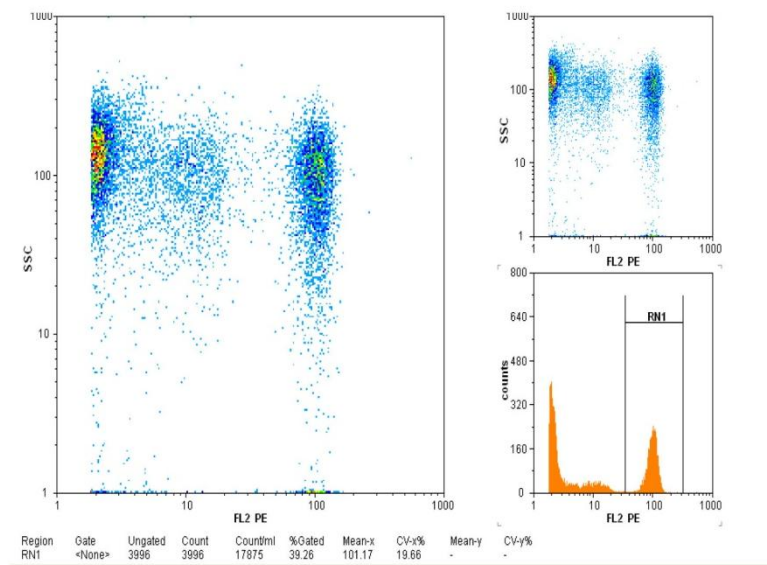 1000
SSC
100
10
1
1 10 100 1000
FL2 PE
1000
SSC
100
10
1
1 10 100 1000
FL2 PE
800
640
480
320
160
0
counts
RN1
1 10 100 1000
FL2 PE
Region Gate Ungated Count Count/ml %Gated Mean-x CV-x% Mean-y CV-y%
RN1 <None> 3996 3996 17875 39.26 101.17 19.66 - -